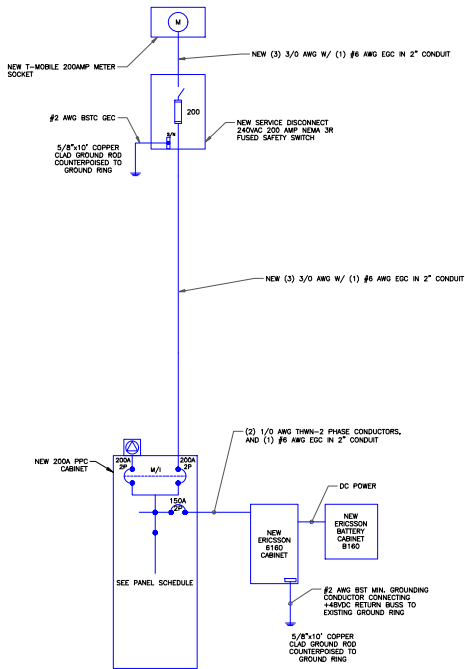 M
NEW (3) 3/0 AWG W/ (1) #6 AWG EGC IN 2" CONDUIT
NEW T-MOBILE 200AMP METER
SOCKET
200
#2 AWG BSTC GEC
S/N
NEW SERVICE DISCONNECT
240VAC 200 AMP NEMA 3R
FUSED SAFETY SWITCH
5/8"x10' COPPER
CLAD GROUND ROD
COUNTERPOISED TO
GROUND RING
NEW (3) 3/0 AWG W/ (1) #6 AWG EGC IN 2" CONDUIT
(2) 1/0 AWG THWN-2 PHASE CONDUCTORS,
AND (1) #6 AWG EGC IN 2" CONDUIT
NEW 200A PPC
CABINET
200A
2P
M/I
200A
2P
150A
2P
DC POWER
NEW
ERICSSON
6160
CABINET
NEW
ERICSSON
BATTERY
CABINET
B160
SEE PANEL SCHEDULE
#2 AWG BST MIN. GROUNDING
CONDUCTOR CONNECTING
+48VDC RETURN BUSS TO
EXISTING GROUND RING
5/8"x10' COPPER
CLAD GROUND ROD
COUNTERPOISED TO
GROUND RING